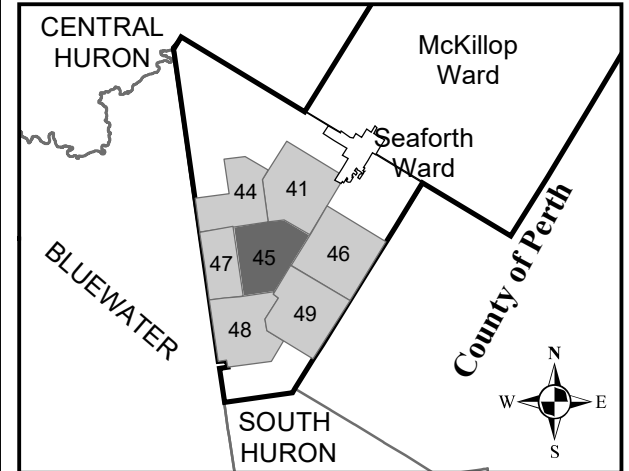 CENTRAL
HURON
McKillop
Ward
Seaforth
Ward
44
41
County of Perth
47
45
46
BLUEWATER
48
49
N
W
E
S
SOUTH
HURON